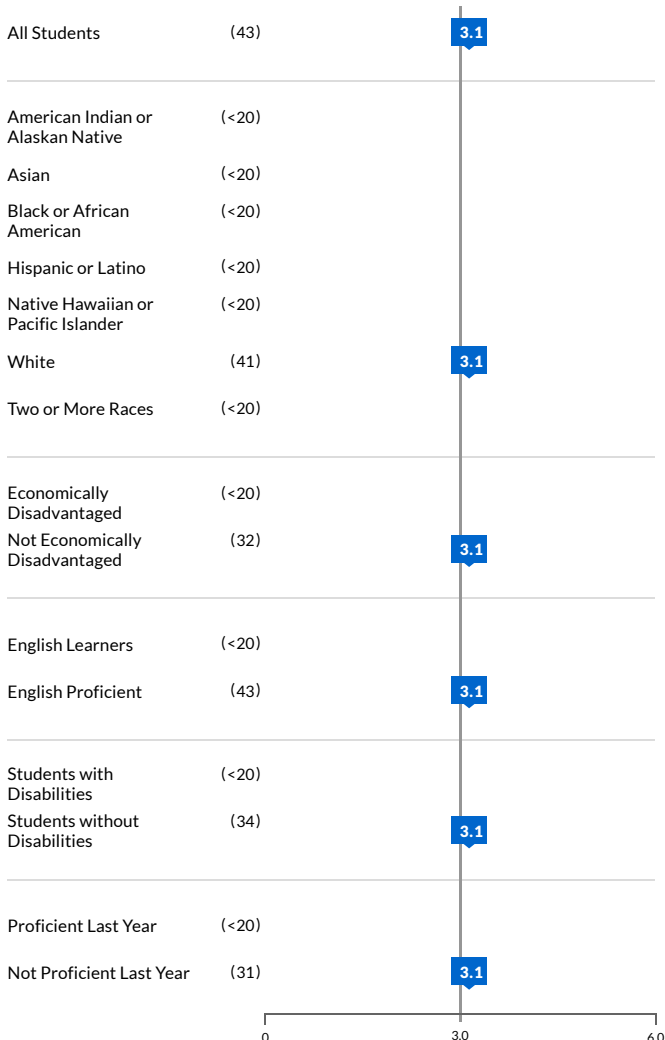 All Students (43) 3.1
American Indian or
Alaskan Native (<20)
Asian (<20)
Black or African
American (<20)
Hispanic or Latino (<20)
Native Hawaiian or
Pacific Islander (<20)
White (41) 3.1
Two or More Races (<20)
Economically
Disadvantaged (<20)
Not Economically
Disadvantaged (32) 3.1
English Learners (<20)
English Proficient (43) 3.1
Students with
Disabilities (<20)
Students without
Disabilities (34) 3.1
Proficient Last Year (<20)
Not Proficient Last Year (31) 3.1
0 3.0 6.0